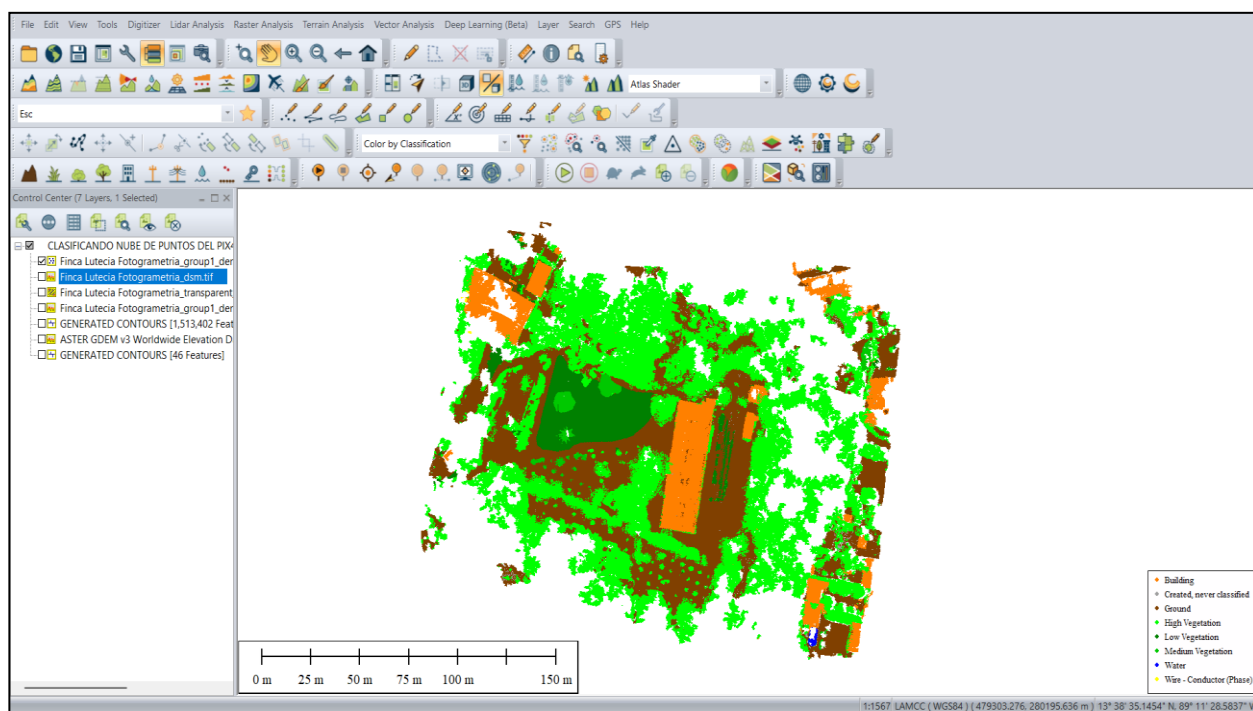 File Edit View Tools Digitizer Lidar Analysis Raster Analysis Terrain Analysis Vector Analysis Deep Learning (Beta) Layer Search GPS Help
Atlas Shader
Esc
Color by Classification
Control Center (7 Layers, 1 Selected)
CLASIFICANDO NUBE DE PUNTOS DEL PIX4
Finca Lutecia Fotogrametria_group1_der
Finca Lutecia Fotogrametria_dsm.tif
Finca Lutecia Fotogrametria_transparent_
Finca Lutecia Fotogrametria_group1_der
GENERATED CONTOURS [1,513,402 Feat
ASTER GDEM v3 Worldwide Elevation D
GENERATED CONTOURS [46 Features]
Building
Created, never classified
Ground
High Vegetation
Low Vegetation
Medium Vegetation
Water
Wire - Conductor (Phase)
0 m 25 m 50 m 75 m 100 m 150 m
1:1567 LAMCC ( WGS84 ) ( 479303.276, 280195.636 m ) 13° 38' 35.1454" N, 89° 11' 28.5837" W